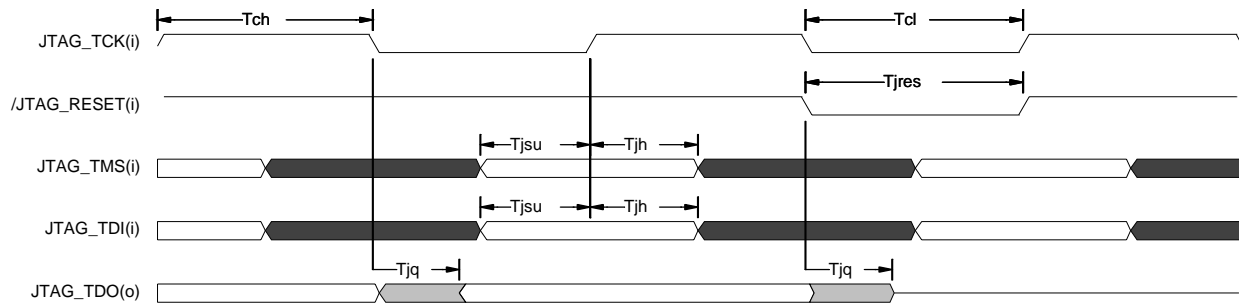 Tch
Tcl
JTAG_TCK(i)
Tjres
/JTAG_RESET(i)
Tjsu
Tjh
JTAG_TMS(i)
Tjsu
Tjh
JTAG_TDI(i)
Tjq
Tjq
JTAG_TDO(o)